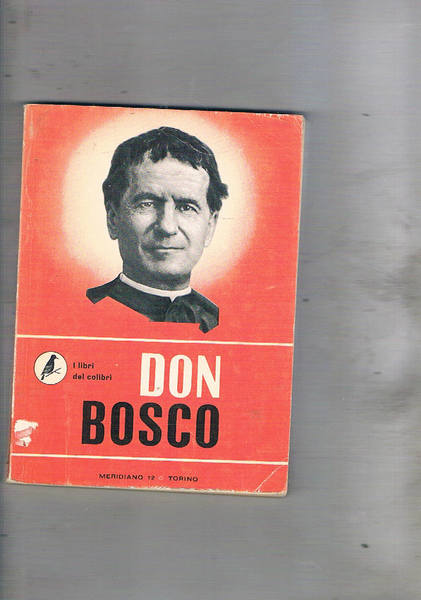 I libri
del colibrì
DON
BOSCO
MERIDIANO 12 - TORINO